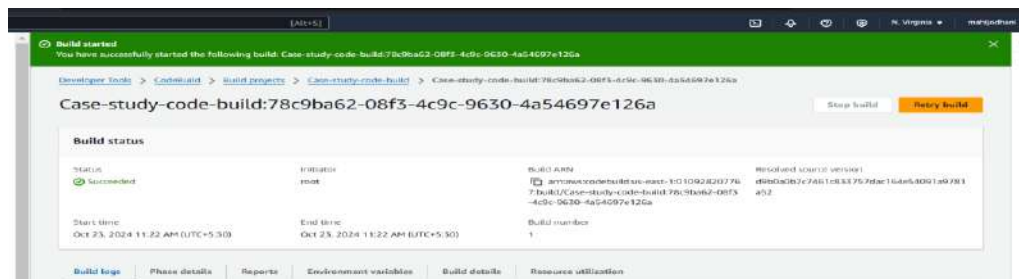 [Alt+S]
N. Virginia
Build started
You have successfully started the following build: Case-study-code-build:78c9ba62-08f3-4c9c-9630-4a54697e126a
Developer Tools > CodeBuild > Build projects > Case-study-code-build > Case-study-code-build:78c9ba62-08f3-4c9c-9630-4a54697e126a
Case-study-code-build:78c9ba62-08f3-4c9c-9630-4a54697e126a
Stop build
Retry build
Build status
Status
Succeeded
Initiator
root
Build ARN
-4c9c-9630-4a54697e126a
Resolved source version
a52
Start time
Oct 23, 2024 11:22 AM (UTC+5:30)
End time
Oct 23, 2024 11:22 AM (UTC+5:30)
Build number
1
Build logs
Phase details
Reports
Environment variables
Build details
Resource utilization